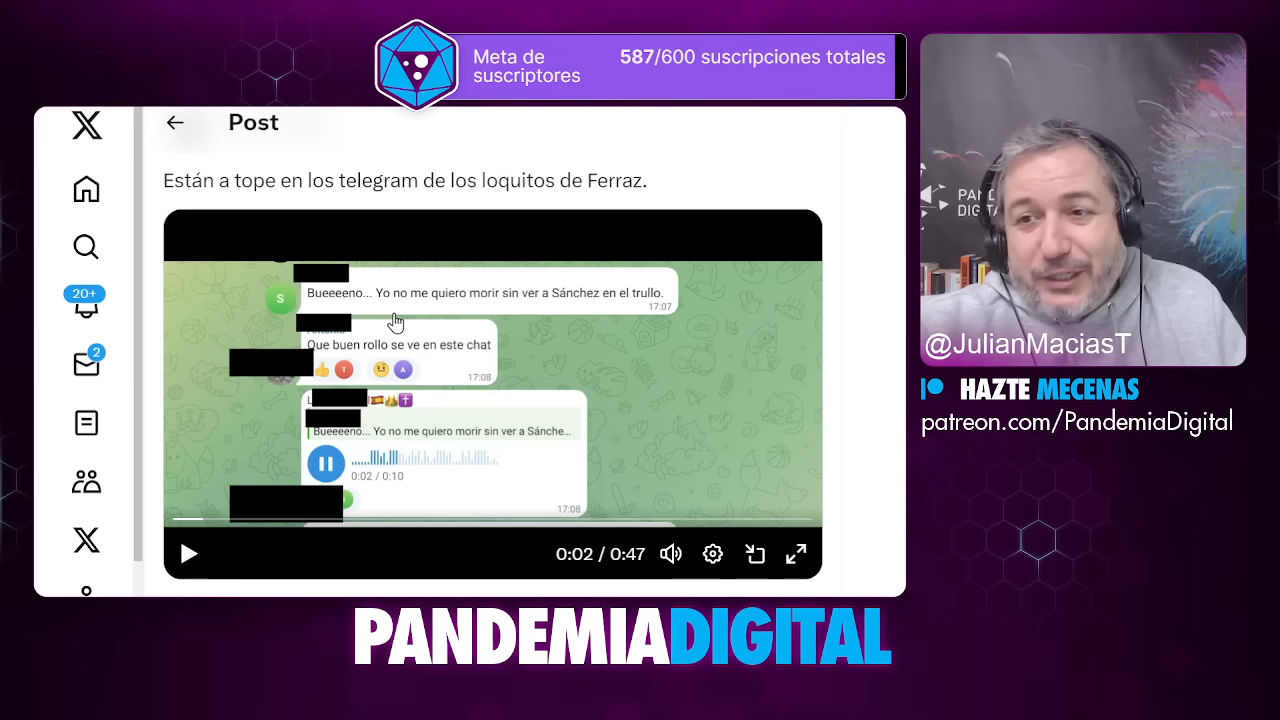 Meta de
suscriptores
587/600 suscripciones totales
Post
Están a tope en los telegram de los loquitos de Ferraz.
20+
2
S
Bueeeeno... Yo no me quiero morir sin ver a Sánchez en el trullo.
17:07
Que buen rollo se ve en este chat
T
A
17:08
L
Bueeeeno... Yo no me quiero morir sin ver a Sánche...
0:02 / 0:10
17:08
0:02 / 0:47
PAN
DIGITA
@JulianMaciasT
HAZTE MECENAS
patreon.com/PandemiaDigital
PANDEMIADIGITAL